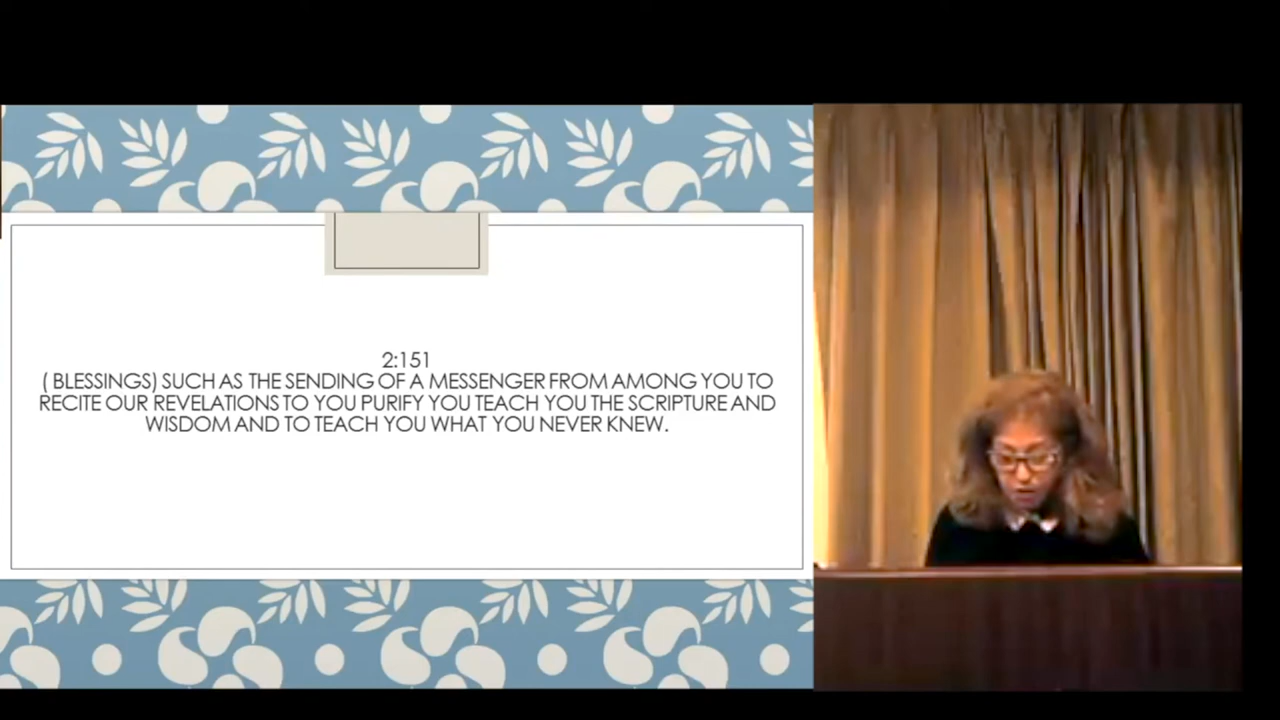 2:151
( BLESSINGS) SUCH AS THE SENDING OF A MESSENGER FROM AMONG YOU TO
RECITE OUR REVELATIONS TO YOU PURIFY YOU TEACH YOU THE SCRIPTURE AND
WISDOM AND TO TEACH YOU WHAT YOU NEVER KNEW.